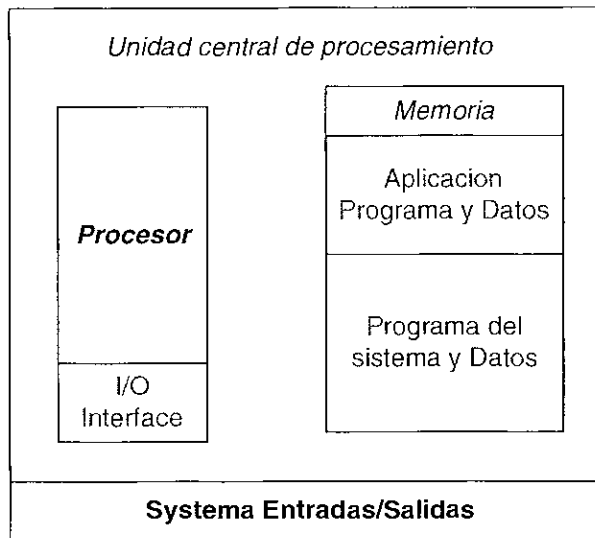 Unidad central de procesamiento
Procesor
I/O
Interface
Memoria
Aplicacion
Programa y Datos
Programa del
sistema y Datos
Systema Entradas/Salidas